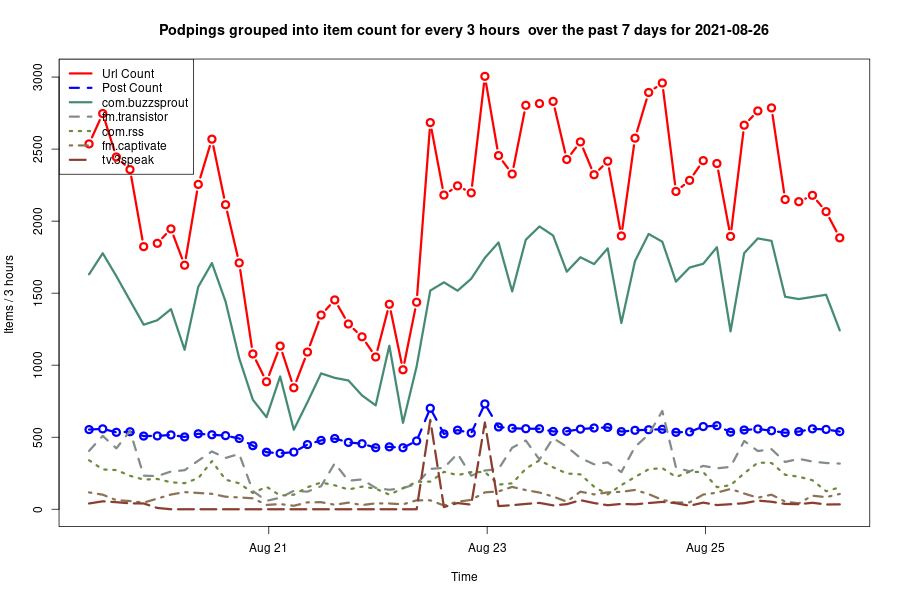 Podpings grouped into item count for every 3 hours  over the past 7 days for 2021-08-26
Url Count
Post Count
com.buzzsprout
fm.transistor
com.rss
fm.captivate
tv.3speak
Items / 3 hours
3000
2500
2000
1500
1000
500
0
Aug 21
Aug 23
Aug 25
Time